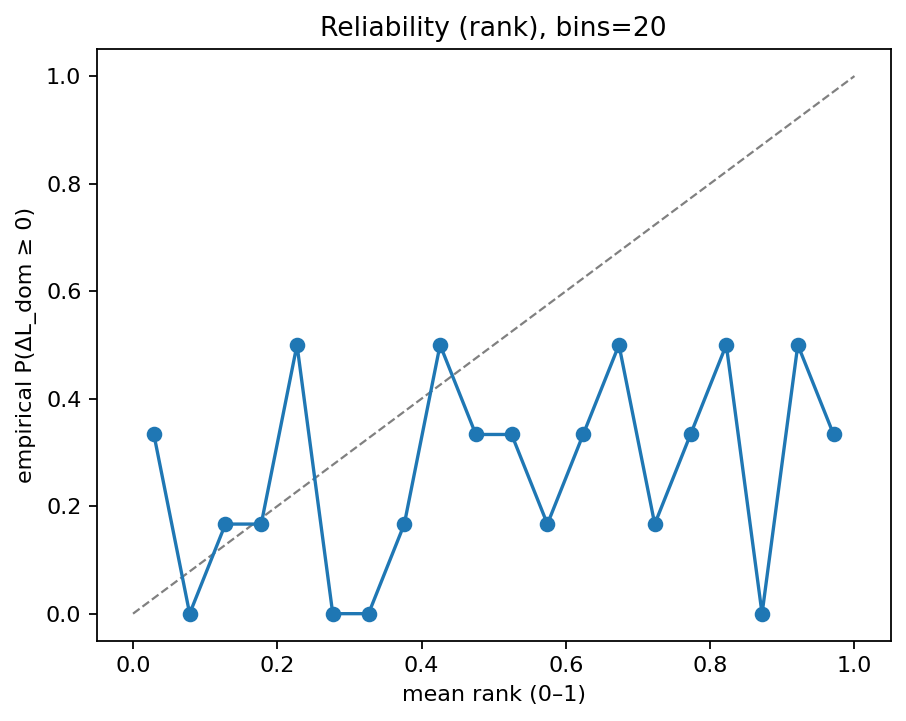 Reliability (rank), bins=20
1.0
0.8
0.6
0.4
0.2
0.0
empirical P(ΔL_dom ≥ 0)
0.0 0.2 0.4 0.6 0.8 1.0
mean rank (0–1)